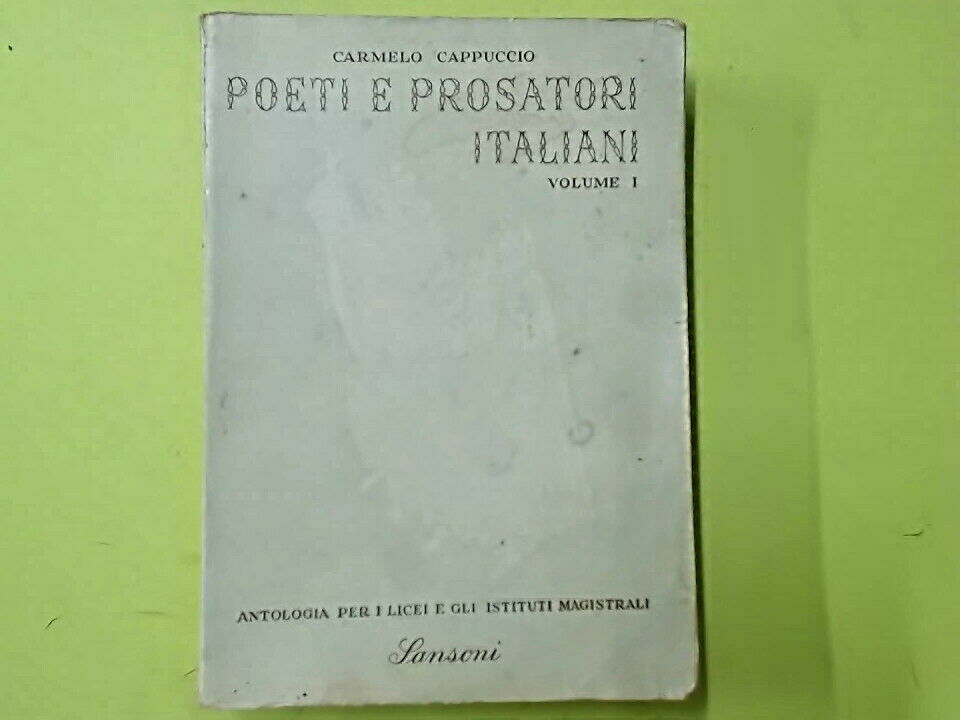 CARMELO CAPPUCCIO
POETI E PROSATORI
ITALIANI
VOLUME I
ANTOLOGIA PER I LICEI E GLI ISTITUTI MAGISTRALI
Sansoni